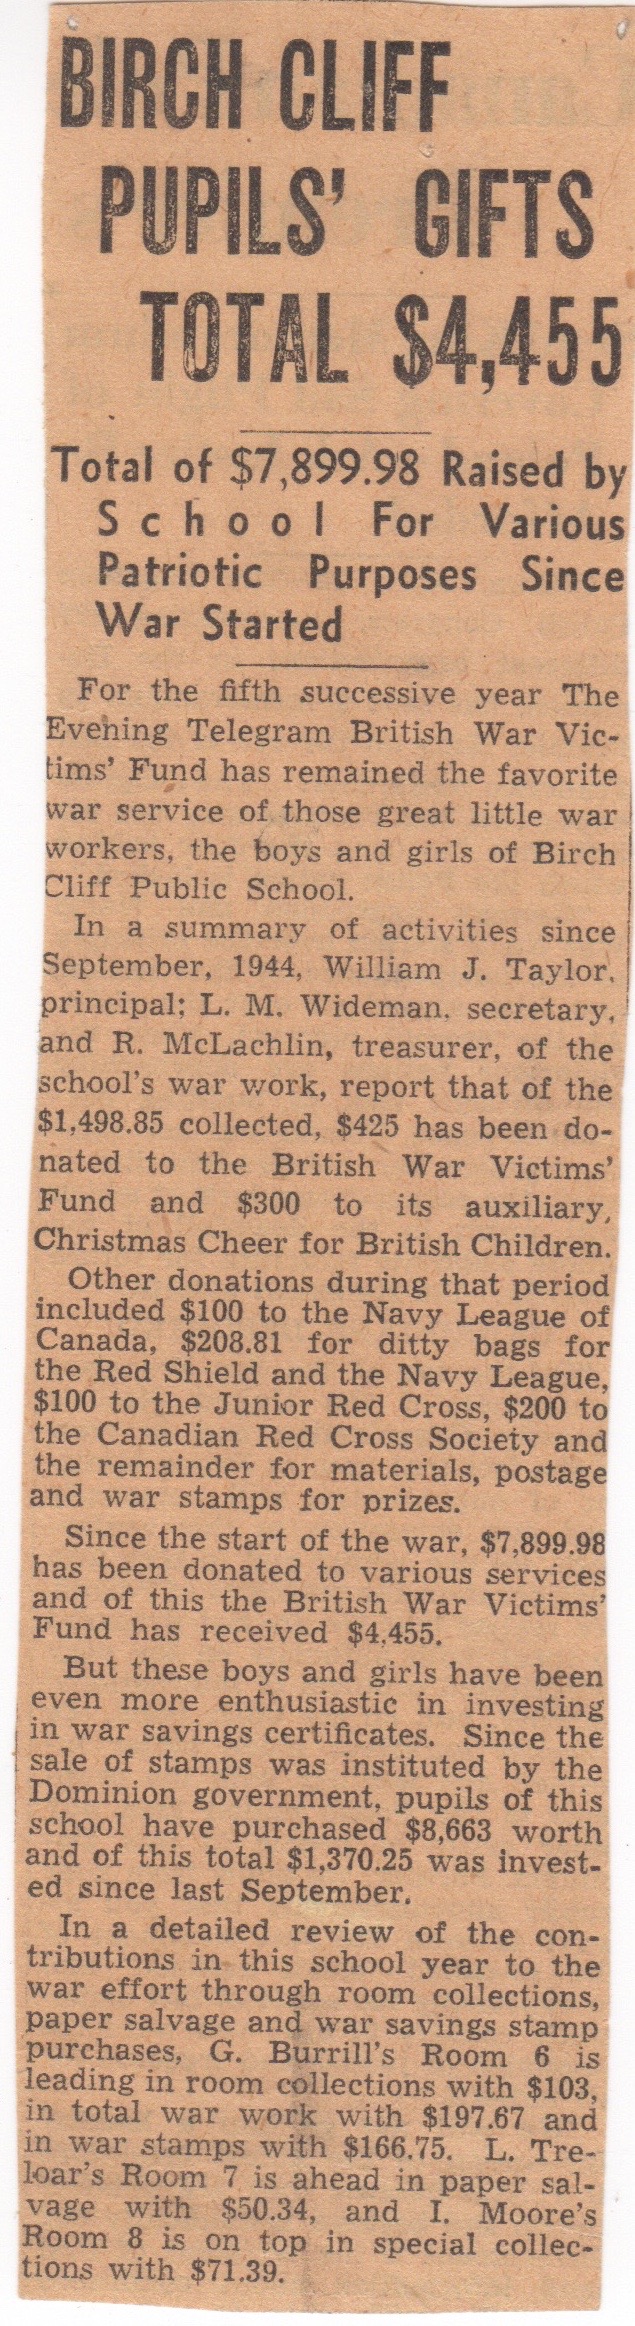 BIRCH CLIFF
PUPILS' GIFTS
TOTAL $4,455
Total of $7,899.98 Raised by
School For Various
Patriotic Purposes Since
War Started
For the fifth successive year The
Evening Telegram British War Vic-
tims' Fund has remained the favorite
war service of those great little war
workers, the boys and girls of Birch
Cliff Public School.
In a summary of activities since
September, 1944, William J. Taylor,
principal; L. M. Wideman, secretary,
and R. McLachlin, treasurer, of the
school's war work, report that of the
$1,498.85 collected, $425 has been do-
nated to the British War Victims'
Fund and $300 to its auxiliary,
Christmas Cheer for British Children.
Other donations during that period
included $100 to the Navy League of
Canada, $208.81 for ditty bags for
the Red Shield and the Navy League,
$100 to the Junior Red Cross, $200 to
the Canadian Red Cross Society and
the remainder for materials, postage
and war stamps for prizes.
Since the start of the war, $7,899.98
has been donated to various services
and of this the British War Victims'
Fund has received $4,455.
But these boys and girls have been
even more enthusiastic in investing
in war savings certificates. Since the
sale of stamps was instituted by the
Dominion government, pupils of this
school have purchased $8,663 worth
and of this total $1,370.25 was invest-
ed since last September.
In a detailed review of the con-
tributions in this school year to the
war effort through room collections,
paper salvage and war savings stamp
purchases, G. Burrill's Room 6 is
leading in room collections with $103,
in total war work with $197.67 and
in war stamps with $166.75. L. Tre-
loar's Room 7 is ahead in paper sal-
vage with $50.34, and I. Moore's
Room 8 is on top in special collec-
tions with $71.39.